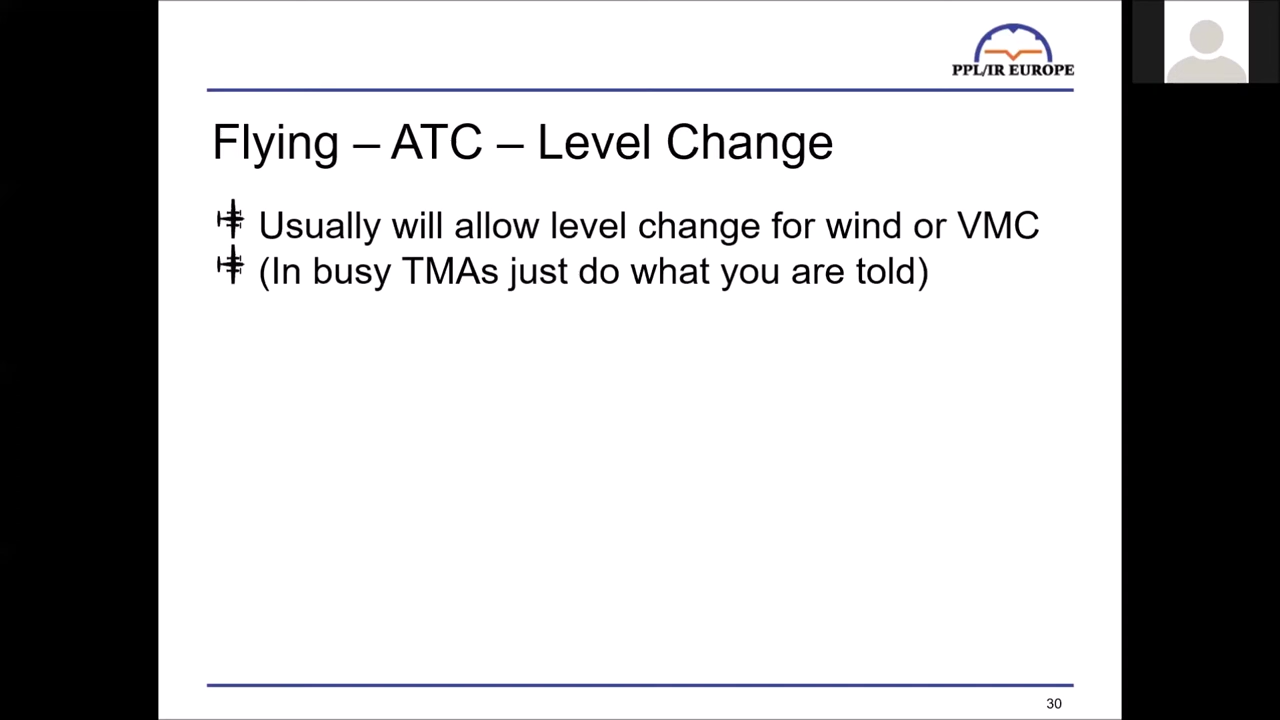 PPL/IR EUROPE
Flying – ATC – Level Change
Usually will allow level change for wind or VMC
(In busy TMAs just do what you are told)
30